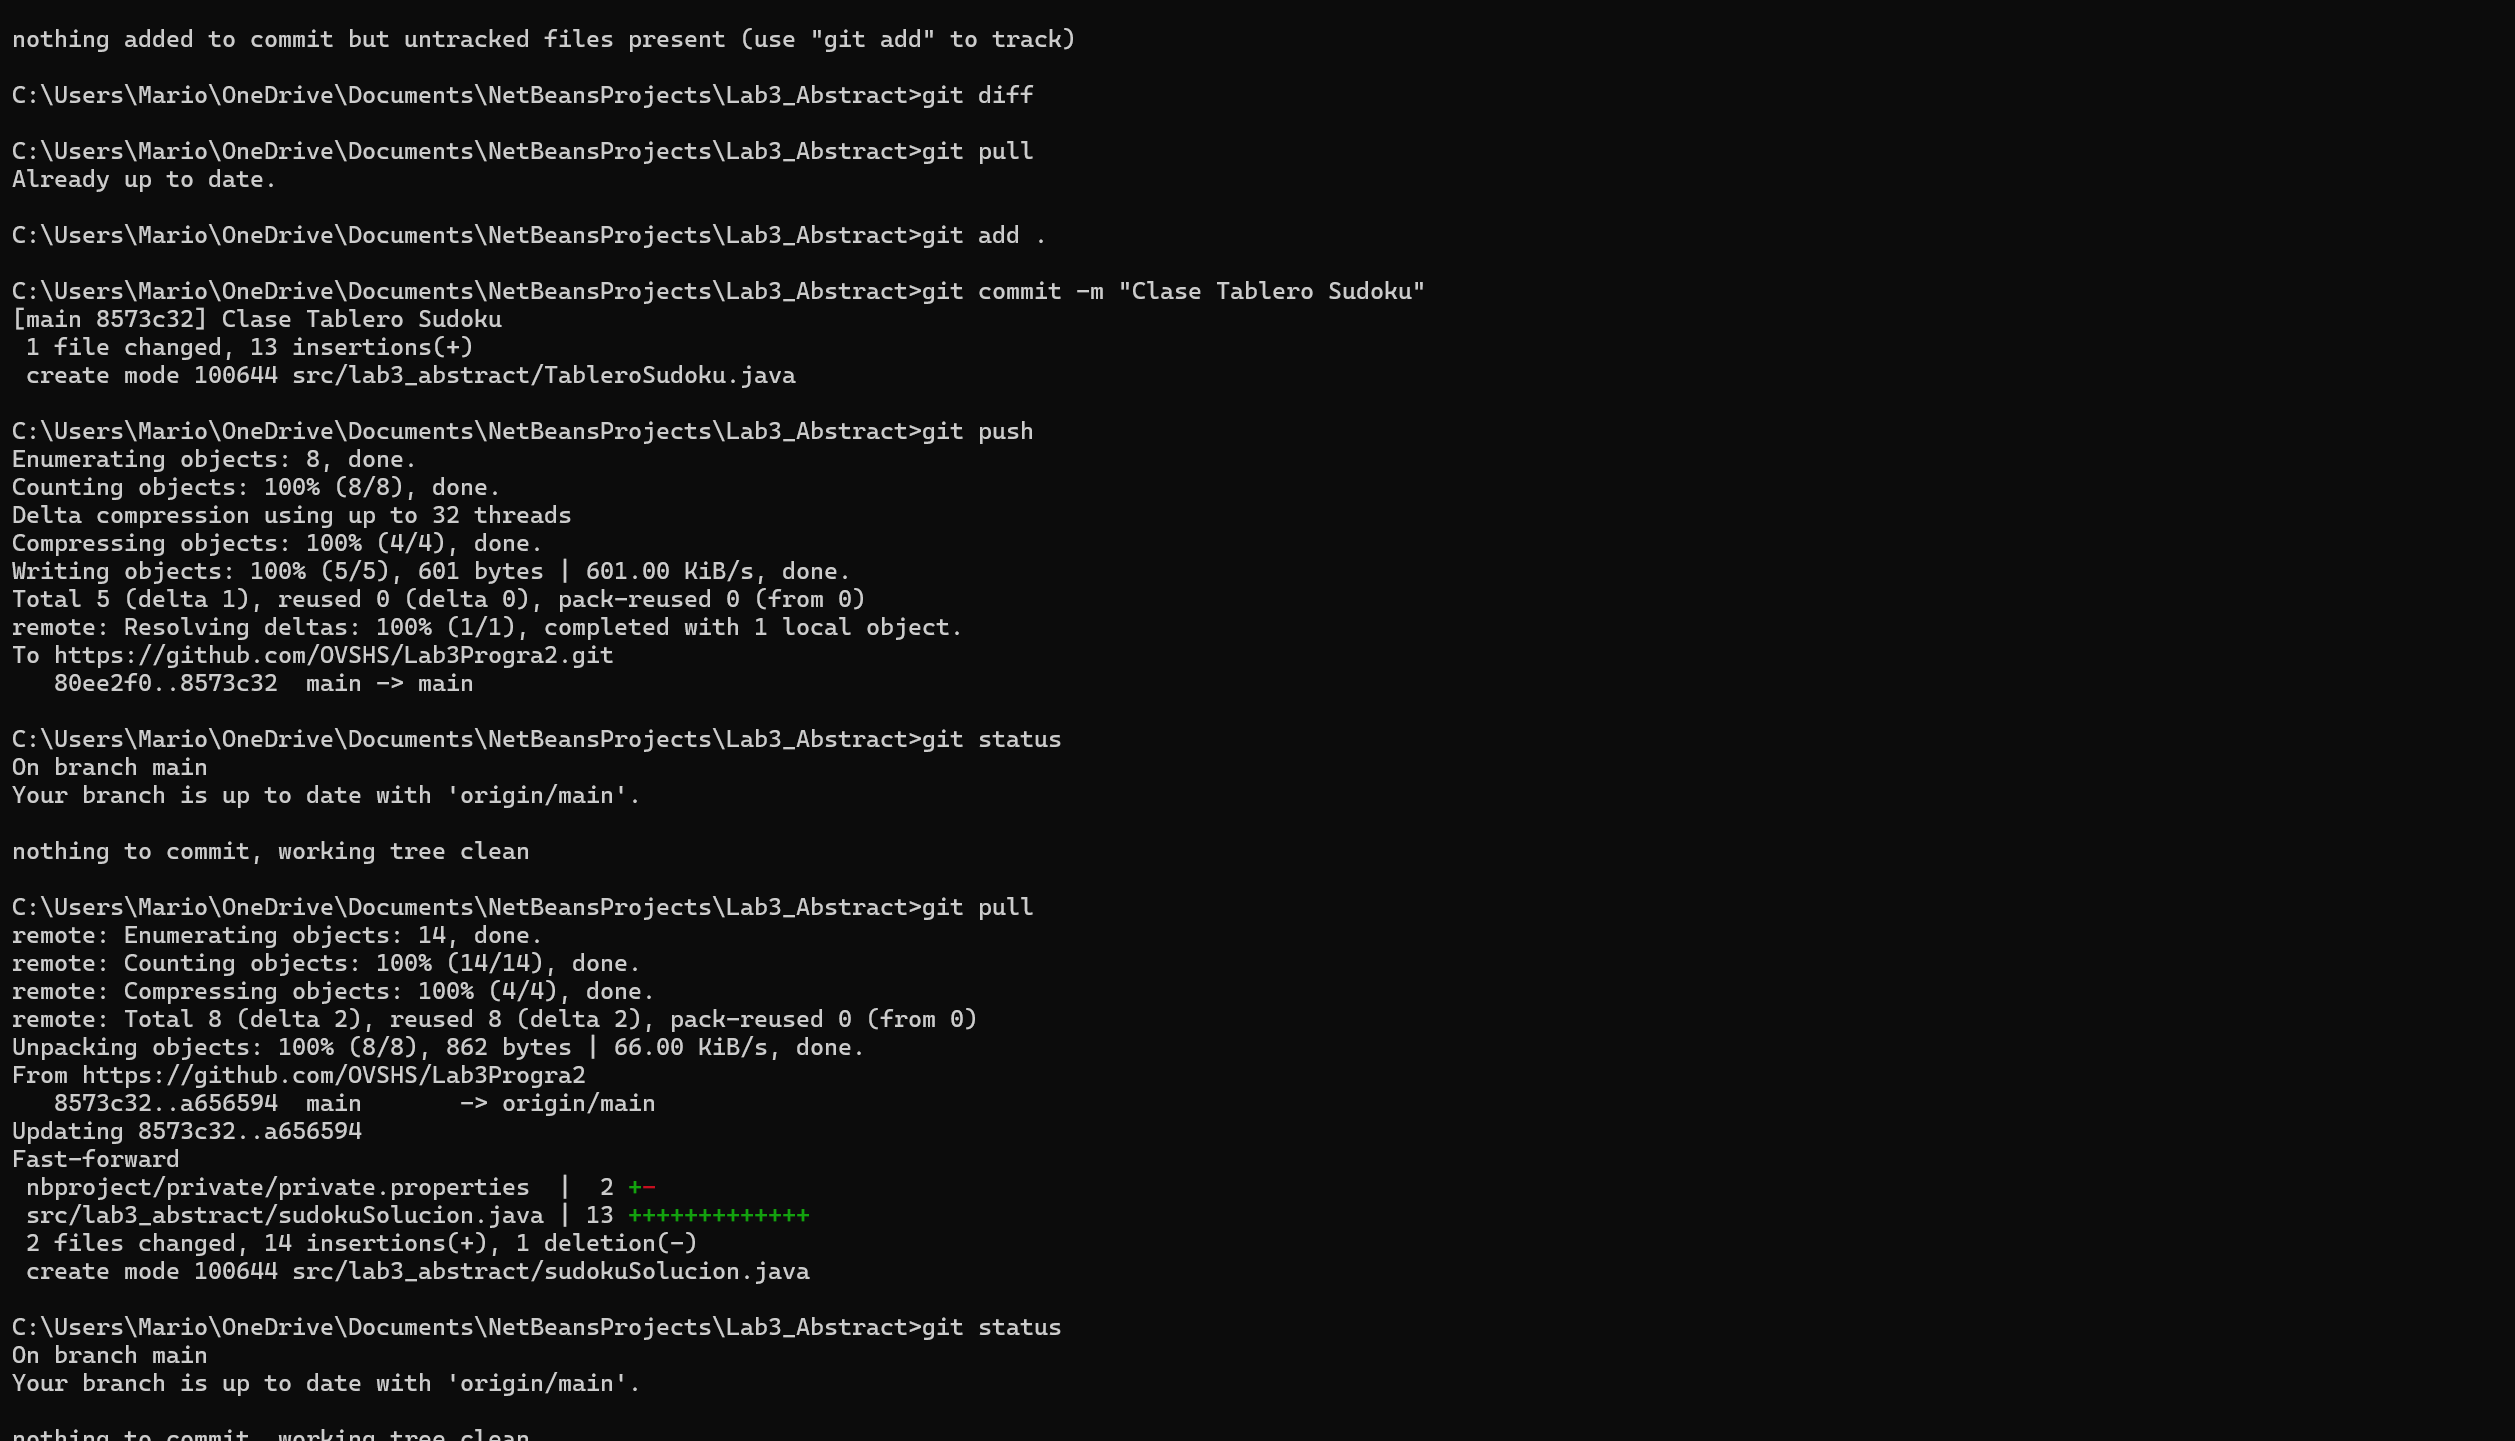 nothing added to commit but untracked files present (use "git add" to track)
C:\Users\Mario\OneDrive\Documents\NetBeansProjects\Lab3_Abstract>git diff
C:\Users\Mario\OneDrive\Documents\NetBeansProjects\Lab3_Abstract>git pull
Already up to date.
C:\Users\Mario\OneDrive\Documents\NetBeansProjects\Lab3_Abstract>git add .
C:\Users\Mario\OneDrive\Documents\NetBeansProjects\Lab3_Abstract>git commit -m "Clase Tablero Sudoku"
[main 8573c32] Clase Tablero Sudoku
 1 file changed, 13 insertions(+)
 create mode 100644 src/lab3_abstract/TableroSudoku.java
C:\Users\Mario\OneDrive\Documents\NetBeansProjects\Lab3_Abstract>git push
Enumerating objects: 8, done.
Counting objects: 100% (8/8), done.
Delta compression using up to 32 threads
Compressing objects: 100% (4/4), done.
Writing objects: 100% (5/5), 601 bytes | 601.00 KiB/s, done.
Total 5 (delta 1), reused 0 (delta 0), pack-reused 0 (from 0)
remote: Resolving deltas: 100% (1/1), completed with 1 local object.
To https://github.com/OVSHS/Lab3Progra2.git
   80ee2f0..8573c32  main -> main
C:\Users\Mario\OneDrive\Documents\NetBeansProjects\Lab3_Abstract>git status
On branch main
Your branch is up to date with 'origin/main'.
nothing to commit, working tree clean
C:\Users\Mario\OneDrive\Documents\NetBeansProjects\Lab3_Abstract>git pull
remote: Enumerating objects: 14, done.
remote: Counting objects: 100% (14/14), done.
remote: Compressing objects: 100% (4/4), done.
remote: Total 8 (delta 2), reused 8 (delta 2), pack-reused 0 (from 0)
Unpacking objects: 100% (8/8), 862 bytes | 66.00 KiB/s, done.
From https://github.com/OVSHS/Lab3Progra2
   8573c32..a656594  main       -> origin/main
Updating 8573c32..a656594
Fast-forward
 nbproject/private/private.properties  |  2 +-
 src/lab3_abstract/sudokuSolucion.java | 13 +++++++++++++
 2 files changed, 14 insertions(+), 1 deletion(-)
 create mode 100644 src/lab3_abstract/sudokuSolucion.java
C:\Users\Mario\OneDrive\Documents\NetBeansProjects\Lab3_Abstract>git status
On branch main
Your branch is up to date with 'origin/main'.
nothing to commit, working tree clean